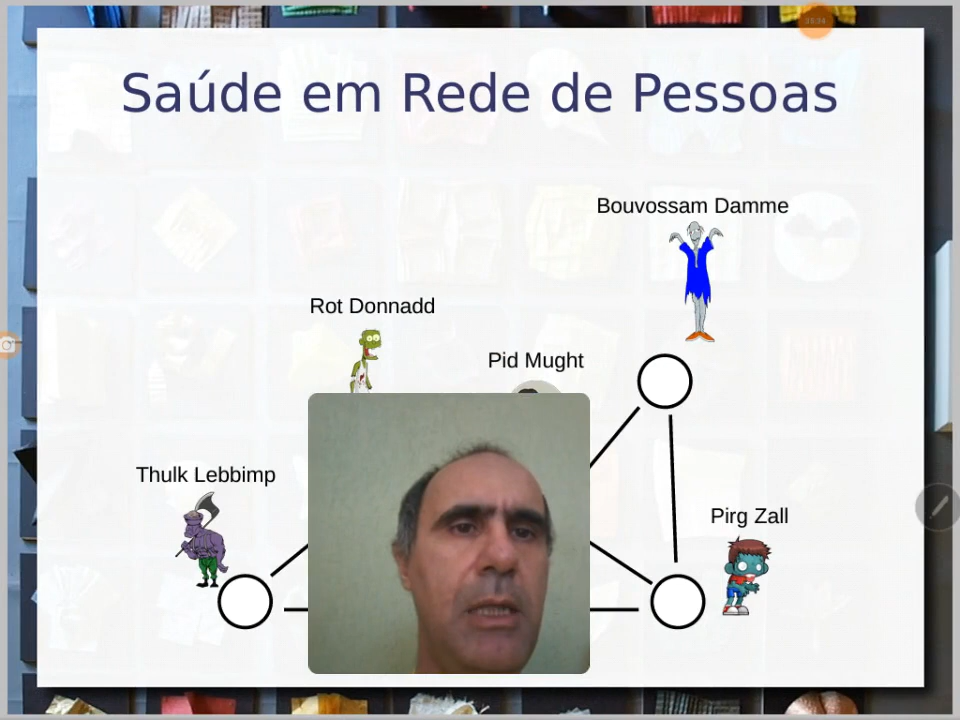 Saúde em Rede de Pessoas
Bouvossam Damme
Rot Donnadd
Pid Mught
Thulk Lebbimp
Pirg Zall